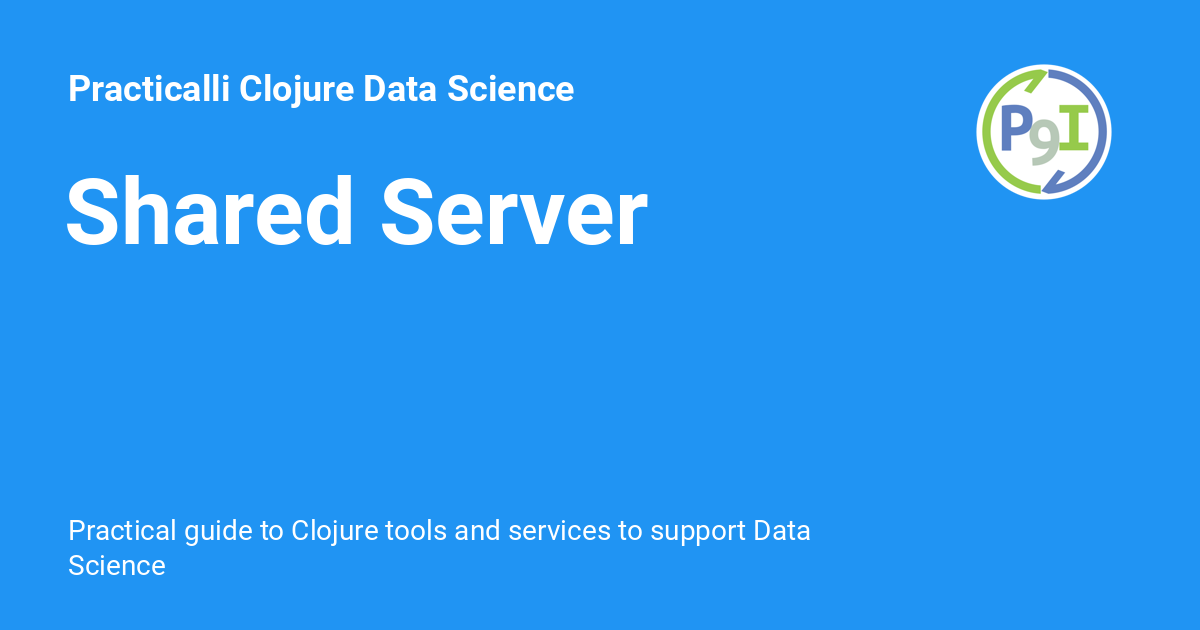 Practicalli Clojure Data Science
P9I
Shared Server
Practical guide to Clojure tools and services to support Data
Science